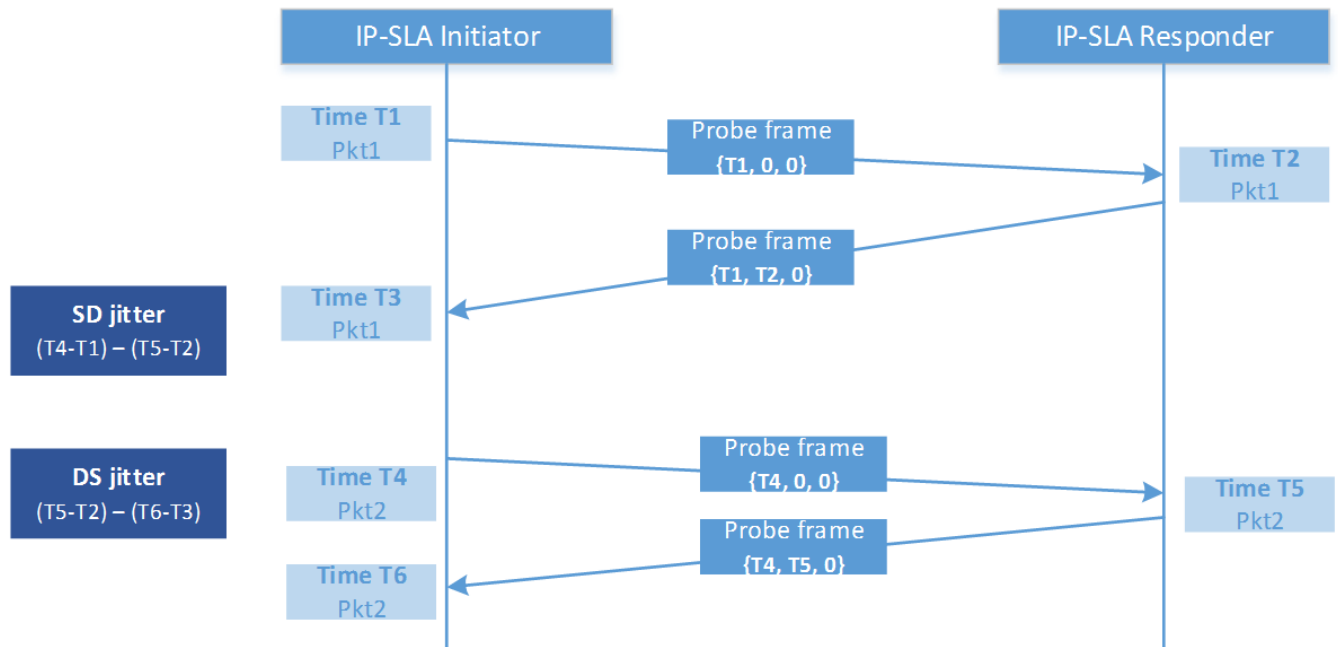 IP-SLA Initiator
IP-SLA Responder
Time T1
Pkt1
Probe frame
{T1, 0, 0}
Time T2
Pkt1
Probe frame
{T1, T2, 0}
Time T3
Pkt1
SD jitter
(T4-T1) – (T5-T2)
DS jitter
(T5-T2) – (T6-T3)
Time T4
Pkt2
Probe frame
{T4, 0, 0}
Time T5
Pkt2
Probe frame
{T4, T5, 0}
Time T6
Pkt2